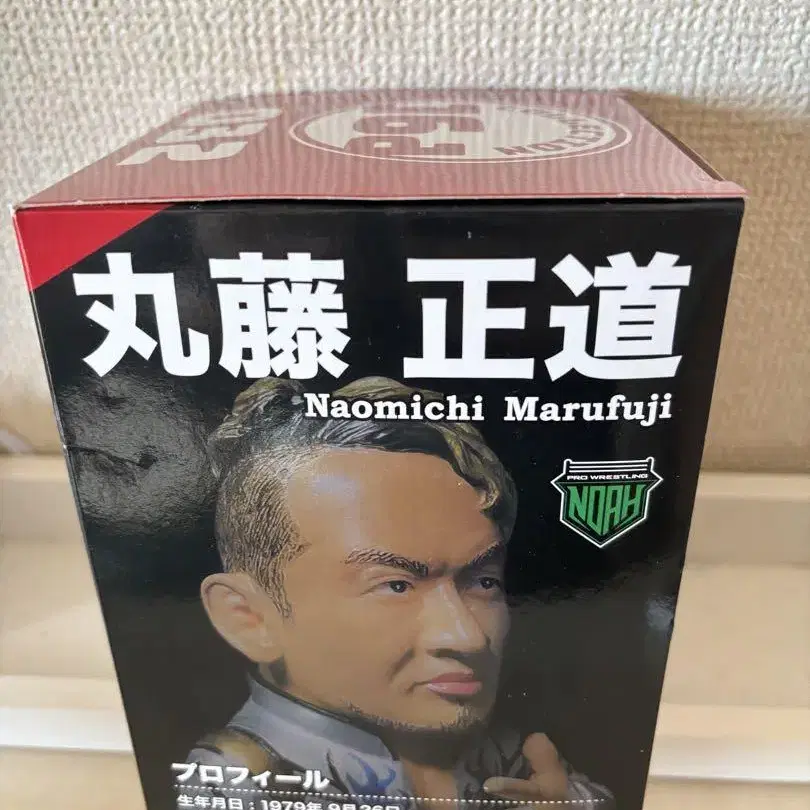 COLLECTION
丸藤 正道
Naomichi Marufuji
PRO WRESTLING
NOAH
プロフィール
生年月日:1979年 9月26日